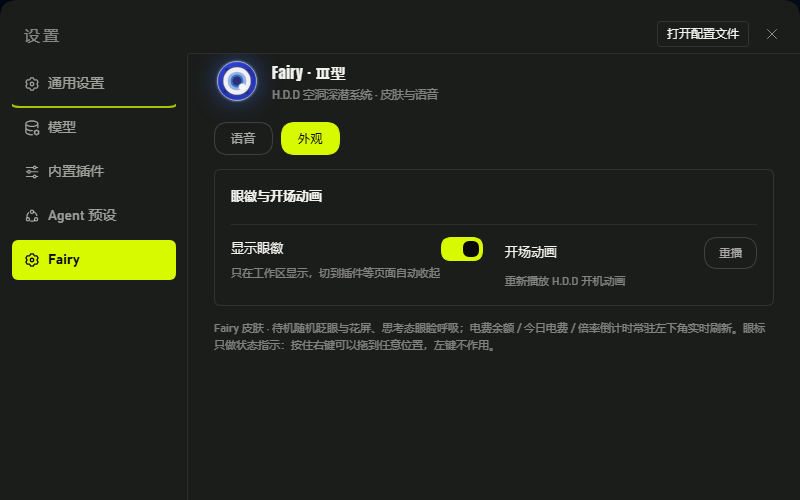 设置
打开配置文件
通用设置
模型
内置插件
Agent 预设
Fairy
Fairy · III型
H.D.D 空洞深潜系统 · 皮肤与语音
语音
外观
眼徽与开场动画
显示眼徽
只在工作区显示，切到插件等页面自动收起
开场动画
重新播放 H.D.D 开机动画
重播
Fairy 皮肤 · 待机随机眨眼与花屏、思考态眼睑呼吸；电费余额 / 今日电费 / 倍率倒计时常驻左下角实时刷新。眼标
只做状态指示：按住右键可以拖到任意位置，左键不作用。